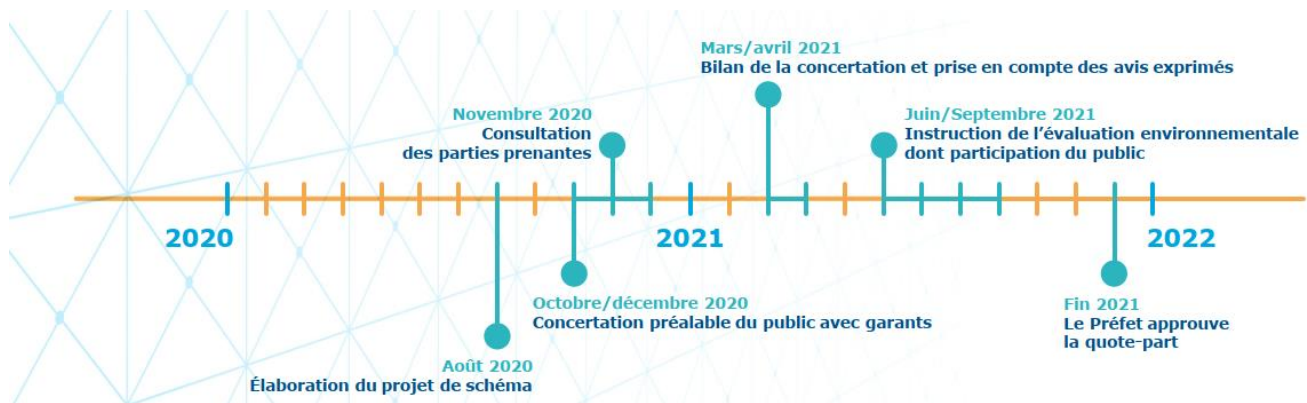 Mars/avril 2021
Bilan de la concertation et prise en compte des avis exprimés
Novembre 2020
Consultation
des parties prenantes
Juin/Septembre 2021
Instruction de l'évaluation environnementale
dont participation du public
2020
2021
2022
Octobre/décembre 2020
Concertation préalable du public avec garants
Fin 2021
Le Préfet approuve
la quote-part
Août 2020
Élaboration du projet de schéma